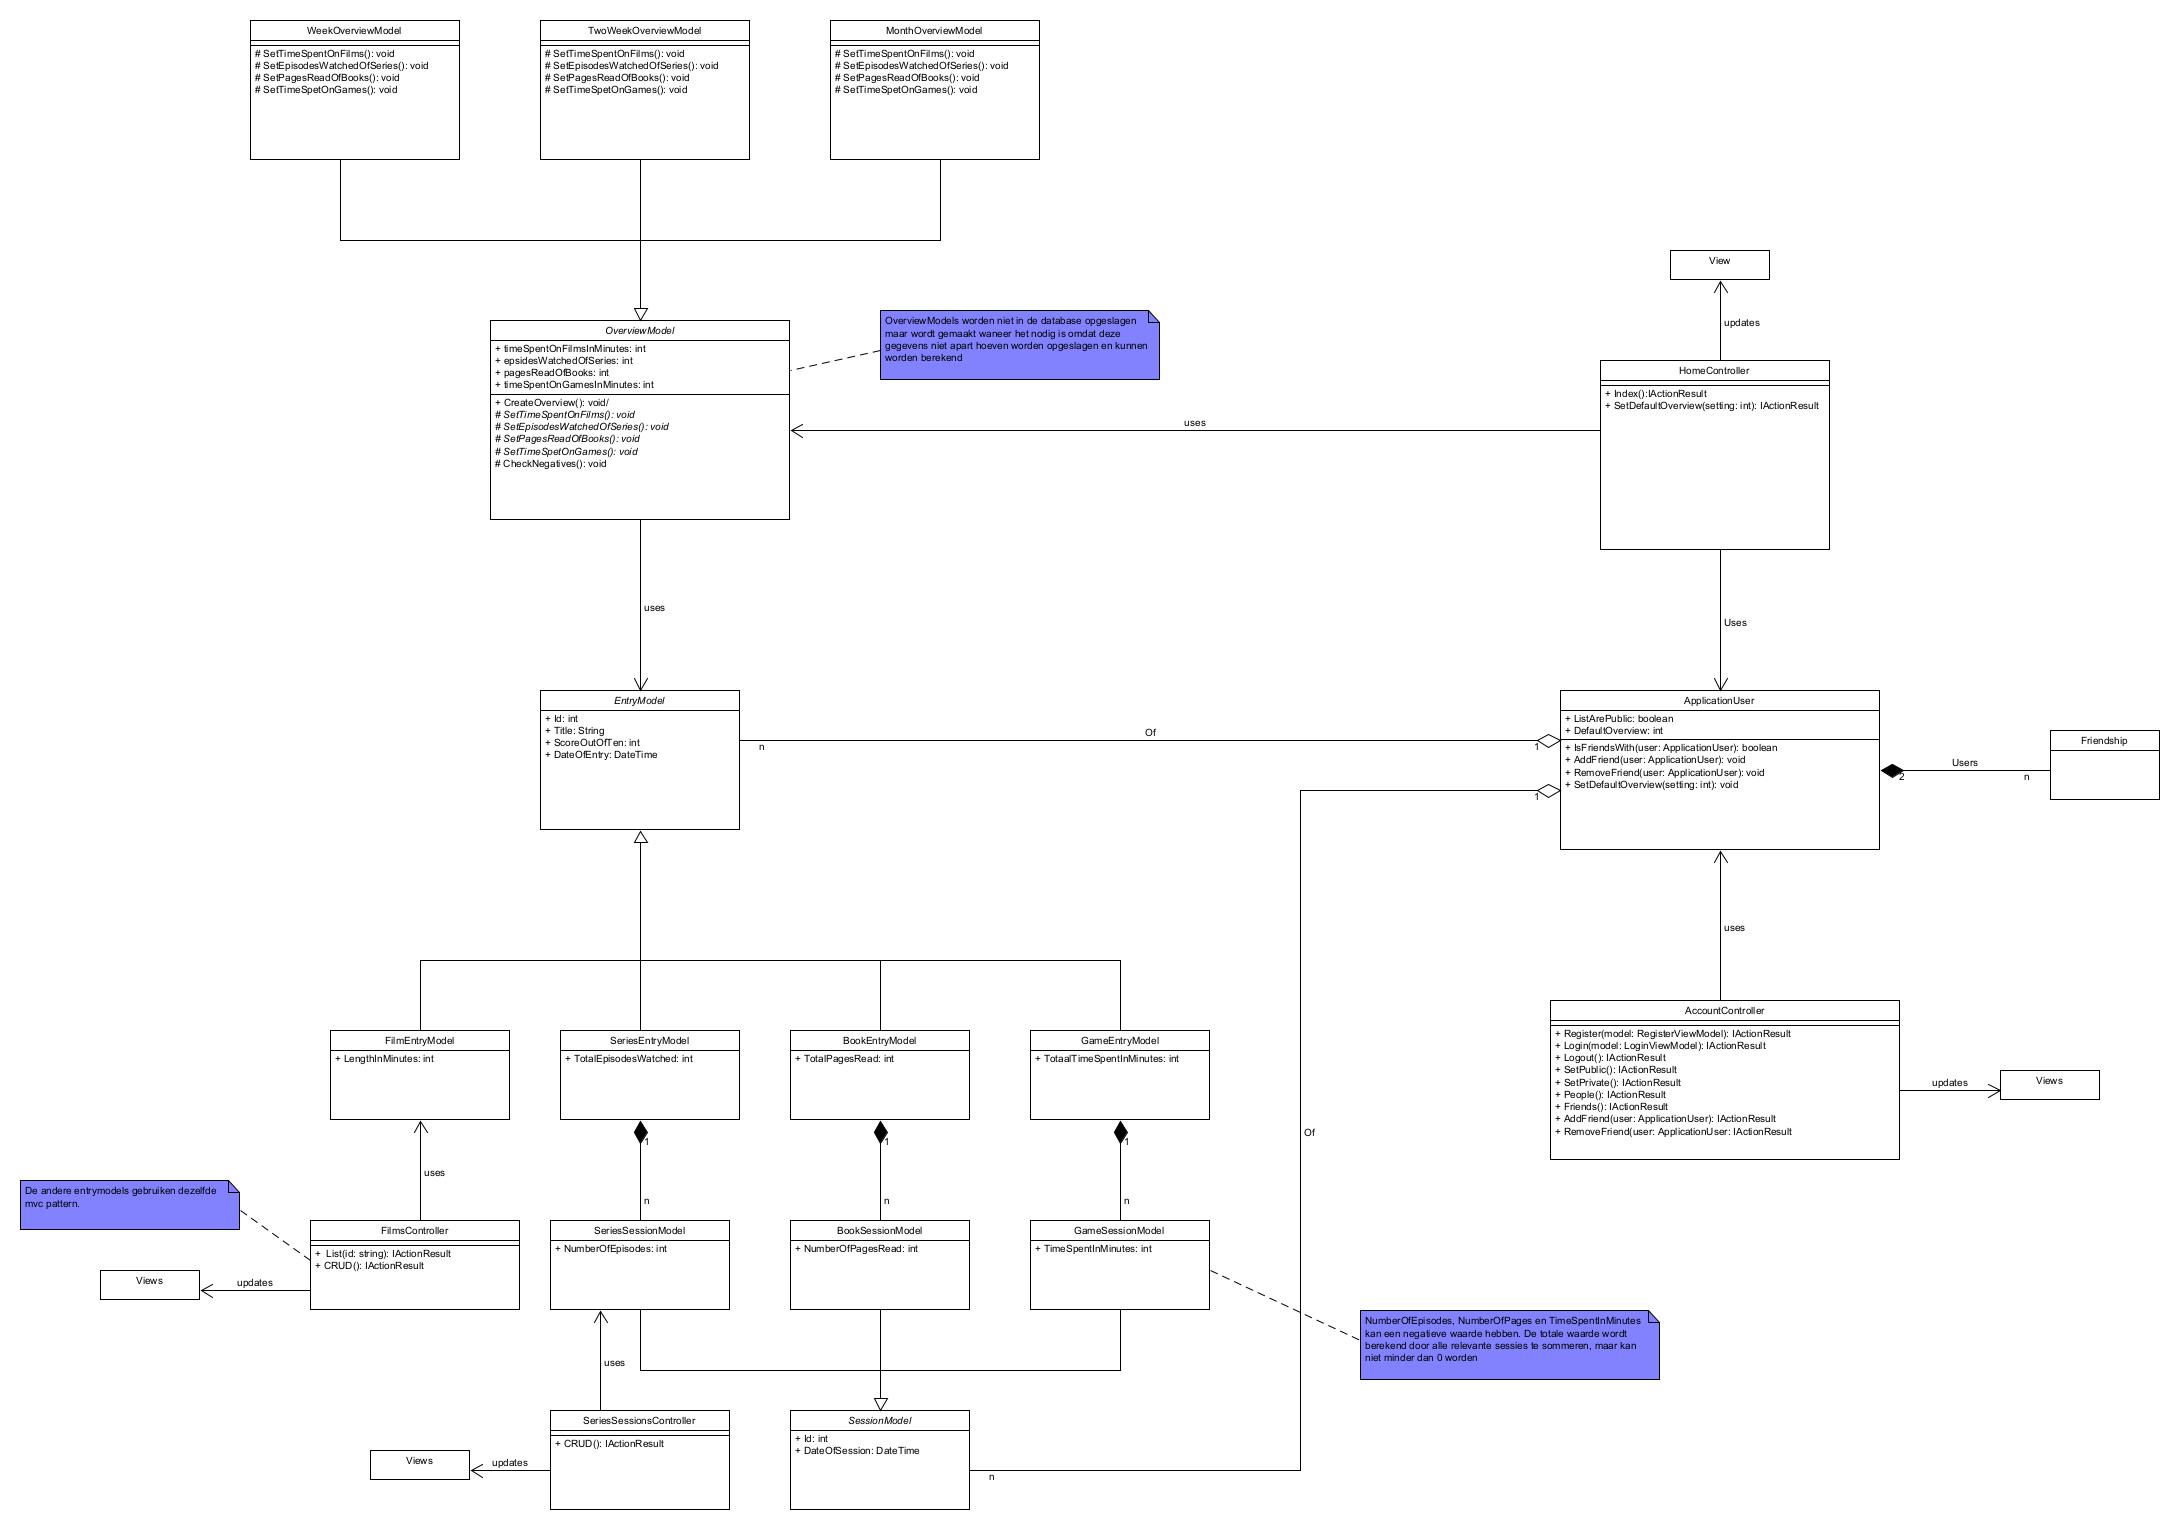 WeekOverviewModel
# SetTimeSpentOnFilms(): void
# SetEpisodesWatchedOfSeries(): void
# SetPagesReadOfBooks(): void
# SetTimeSpetOnGames(): void
TwoWeekOverviewModel
# SetTimeSpentOnFilms(): void
# SetEpisodesWatchedOfSeries(): void
# SetPagesReadOfBooks(): void
# SetTimeSpetOnGames(): void
MonthOverviewModel
# SetTimeSpentOnFilms(): void
# SetEpisodesWatchedOfSeries(): void
# SetPagesReadOfBooks(): void
# SetTimeSpetOnGames(): void
View
updates
OverviewModel
+ timeSpentOnFilmsInMinutes: int
+ epsidesWatchedOfSeries: int
+ pagesReadOfBooks: int
+ timeSpentOnGamesInMinutes: int
+ CreateOverview(): void/
# SetTimeSpentOnFilms(): void
# SetEpisodesWatchedOfSeries(): void
# SetPagesReadOfBooks(): void
# SetTimeSpetOnGames(): void
# CheckNegatives(): void
OverviewModels worden niet in de database opgeslagen
maar wordt gemaakt waneer het nodig is omdat deze
gegevens niet apart hoeven worden opgeslagen en kunnen
worden berekend
HomeController
+ Index():IActionResult
+ SetDefaultOverview(setting: int): IActionResult
uses
uses
Uses
EntryModel
+ Id: int
+ Title: String
+ ScoreOutOfTen: int
+ DateOfEntry: DateTime
n
Of
1
1
ApplicationUser
+ ListArePublic: boolean
+ DefaultOverview: int
+ IsFriendsWith(user: ApplicationUser): boolean
+ AddFriend(user: ApplicationUser): void
+ RemoveFriend(user: ApplicationUser): void
+ SetDefaultOverview(setting: int): void
2
Users
n
Friendship
uses
FilmEntryModel
+ LengthInMinutes: int
SeriesEntryModel
+ TotalEpisodesWatched: int
BookEntryModel
+ TotalPagesRead: int
GameEntryModel
+ TotaalTimeSpentInMinutes: int
AccountController
+ Register(model: RegisterViewModel): IActionResult
+ Login(model: LoginViewModel): IActionResult
+ Logout(): IActionResult
+ SetPublic(): IActionResult
+ SetPrivate(): IActionResult
+ People(): IActionResult
+ Friends(): IActionResult
+ AddFriend(user: ApplicationUser): IActionResult
+ RemoveFriend(user: ApplicationUser: IActionResult
updates
Views
1
1
1
Of
uses
n
n
n
De andere entrymodels gebruiken dezelfde
mvc pattern.
FilmsController
+  List(id: string): IActionResult
+ CRUD(): IActionResult
updates
Views
SeriesSessionModel
+ NumberOfEpisodes: int
BookSessionModel
+ NumberOfPagesRead: int
GameSessionModel
+ TimeSpentInMinutes: int
NumberOfEpisodes, NumberOfPages en TimeSpentInMinutes
kan een negatieve waarde hebben. De totale waarde wordt
berekend door alle relevante sessies te sommeren, maar kan
niet minder dan 0 worden
uses
SeriesSessionsController
+ CRUD(): IActionResult
updates
Views
SessionModel
+ Id: int
+ DateOfSession: DateTime
n